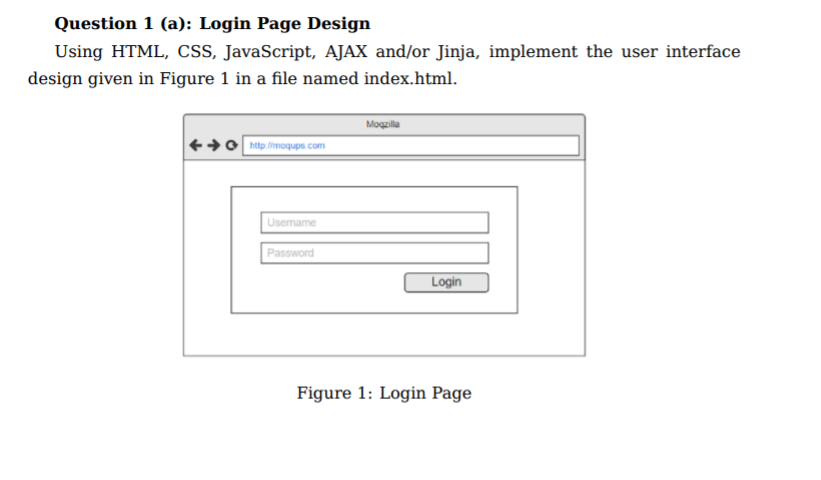 Question 1 (a): Login Page Design
Using HTML, CSS, JavaScript, AJAX and/or Jinja, implement the user interface
design given in Figure 1 in a file named index.html.
Moqzilla
http://moqups.com
Username
Password
Login
Figure 1: Login Page